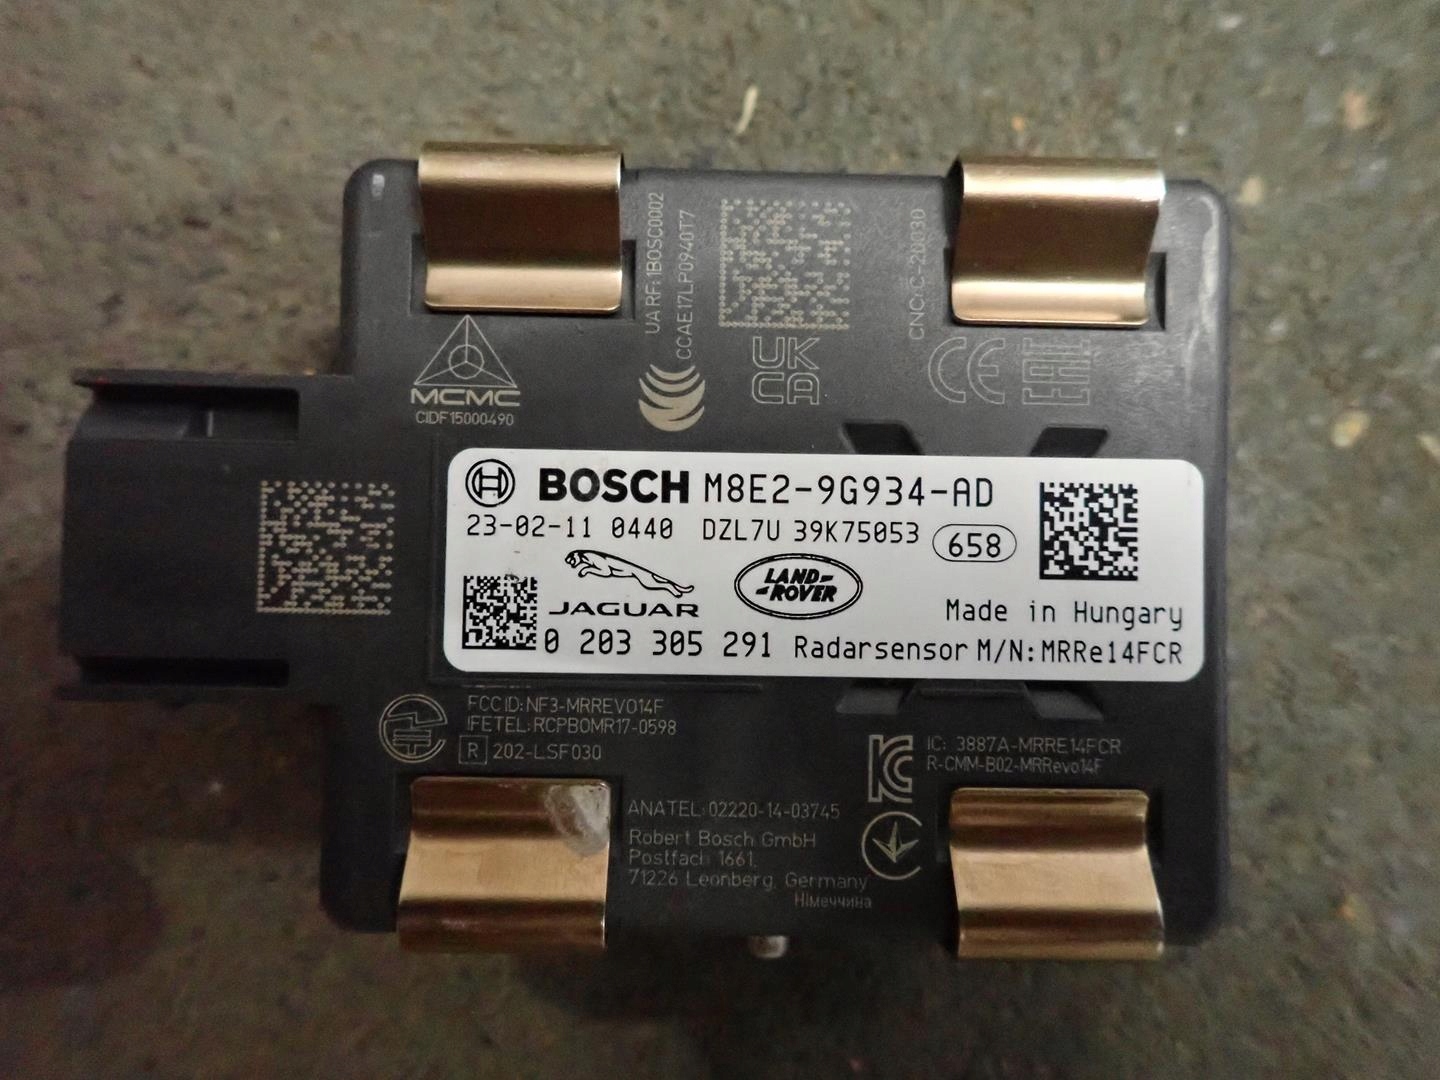 UA RF:1BOSC0002
CCAE17LP0940T7
CNC:C-20030
MCMC
CIDF15000490
UK
CA
CE
EAC
BOSCH M8E2-9G934-AD
23-02-11 0440 DZL7U 39K75053 658
JAGUAR
LAND-
ROVER
Made in Hungary
0 203 305 291 Radarsensor M/N:MRRe14FCR
FCC ID:NF3-MRREVO14F
IFETEL:RCPBOMR17-0598
R 202-LSF030
IC: 3887A-MRRE14FCR
R-CMM-B02-MRRevo14F
ANATEL:02220-14-03745
Robert Bosch GmbH
Postfach 1661,
71226 Leonberg, Germany
Німеччина